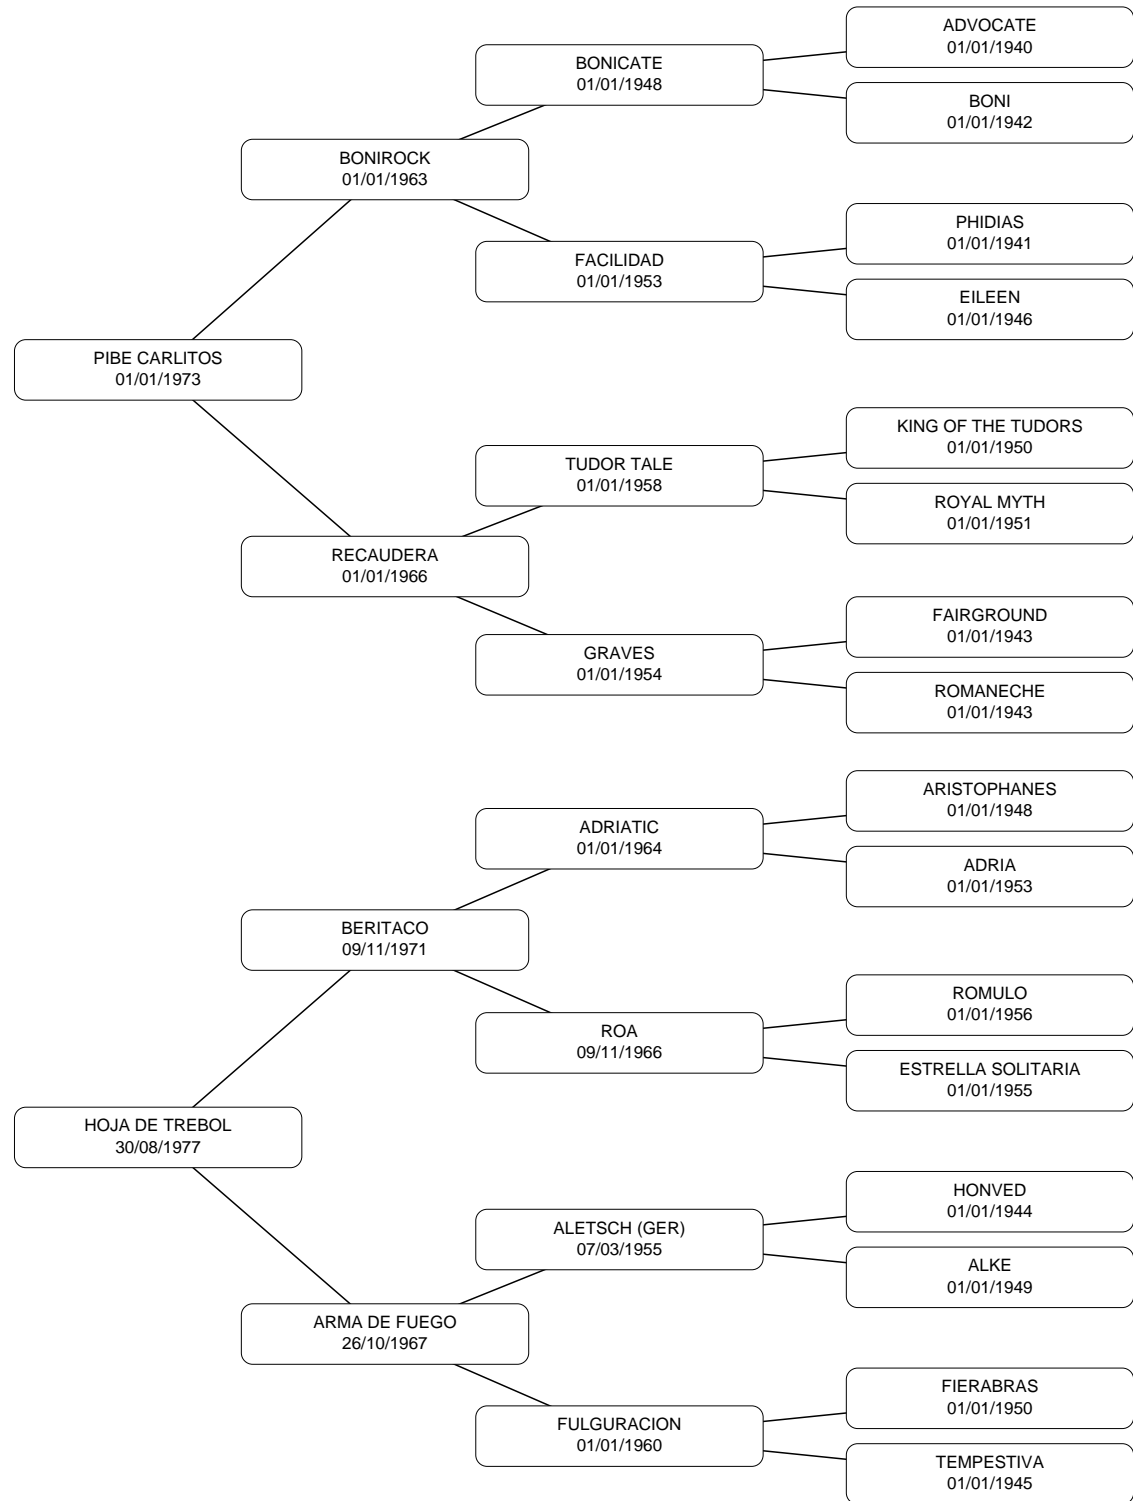 ADVOCATE
01/01/1940
BONICATE
01/01/1948
BONI
01/01/1942
BONIROCK
01/01/1963
PHIDIAS
01/01/1941
FACILIDAD
01/01/1953
EILEEN
01/01/1946
PIBE CARLITOS
01/01/1973
KING OF THE TUDORS
01/01/1950
TUDOR TALE
01/01/1958
ROYAL MYTH
01/01/1951
RECAUDERA
01/01/1966
FAIRGROUND
01/01/1943
GRAVES
01/01/1954
ROMANECHE
01/01/1943
ARISTOPHANES
01/01/1948
ADRIATIC
01/01/1964
ADRIA
01/01/1953
BERITACO
09/11/1971
ROMULO
01/01/1956
ROA
09/11/1966
ESTRELLA SOLITARIA
01/01/1955
HOJA DE TREBOL
30/08/1977
HONVED
01/01/1944
ALETSCH (GER)
07/03/1955
ALKE
01/01/1949
ARMA DE FUEGO
26/10/1967
FIERABRAS
01/01/1950
FULGURACION
01/01/1960
TEMPESTIVA
01/01/1945